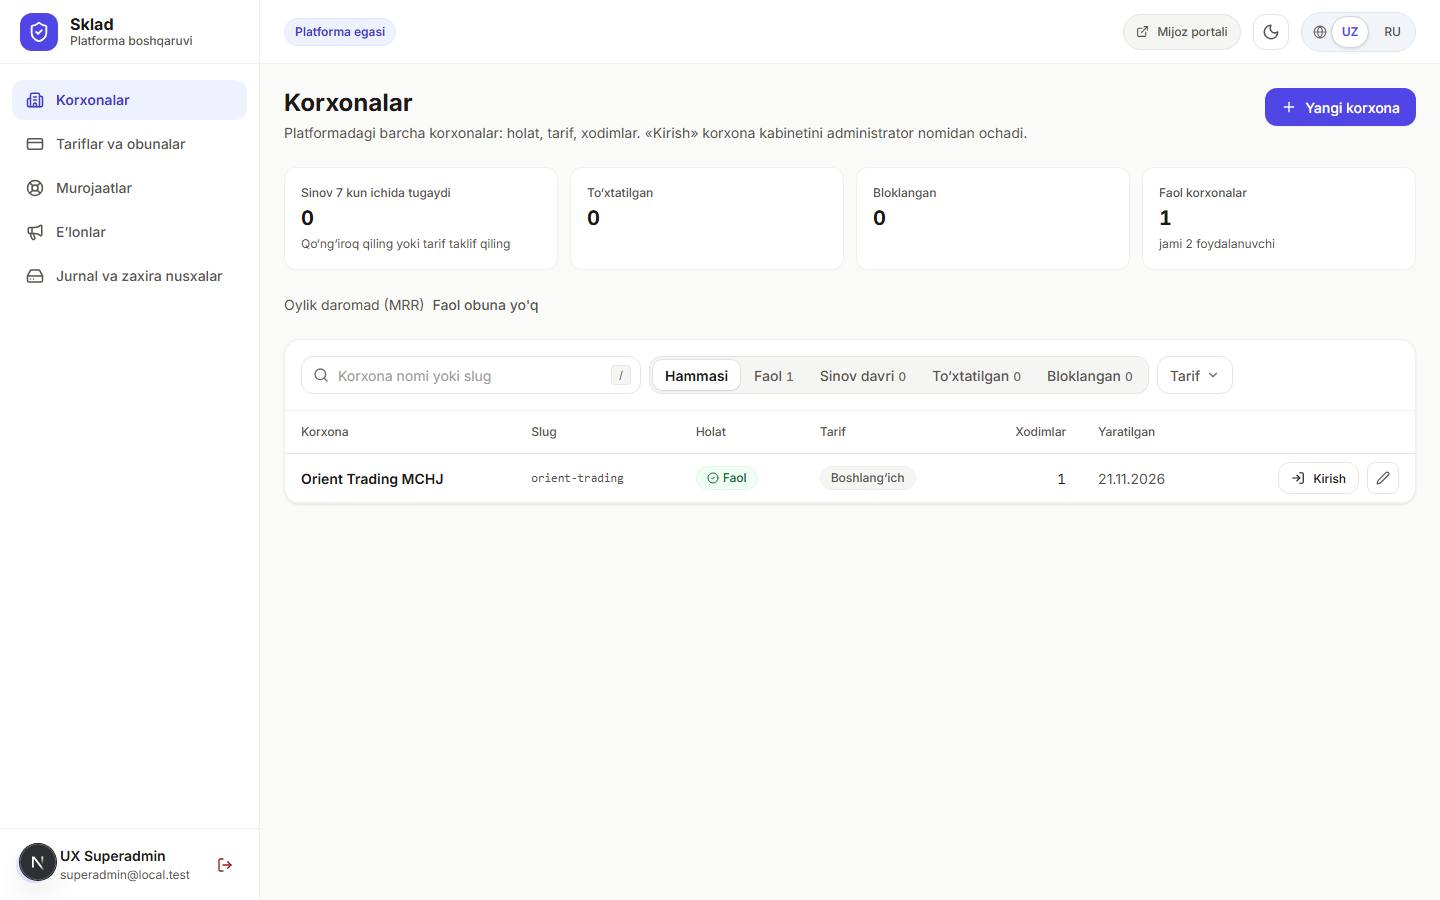 Sklad
Platforma boshqaruvi
Korxonalar
Tariflar va obunalar
Murojaatlar
E’lonlar
Jurnal va zaxira nusxalar
N
UX Superadmin
superadmin@local.test
Platforma egasi
Mijoz portali
UZ
RU
Korxonalar
Platformadagi barcha korxonalar: holat, tarif, xodimlar. «Kirish» korxona kabinetini administrator nomidan ochadi.
Yangi korxona
Sinov 7 kun ichida tugaydi
0
Qo‘ng‘iroq qiling yoki tarif taklif qiling
To‘xtatilgan
0
Bloklangan
0
Faol korxonalar
1
jami 2 foydalanuvchi
Oylik daromad (MRR) Faol obuna yo'q
Korxona nomi yoki slug /
Hammasi Faol 1 Sinov davri 0 To‘xtatilgan 0 Bloklangan 0
Tarif
Korxona Slug Holat Tarif Xodimlar Yaratilgan
Orient Trading MCHJ orient-trading Faol Boshlang‘ich 1 21.11.2026 Kirish